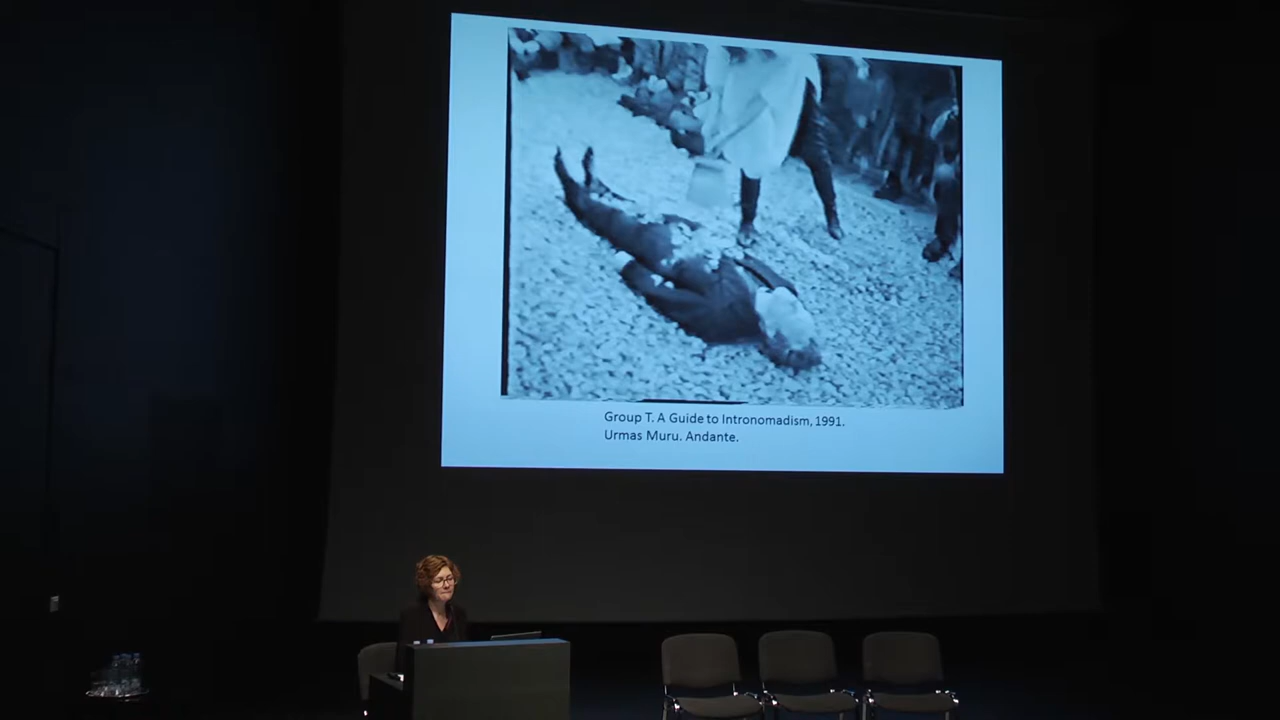 Group T. A Guide to Intronomadism, 1991.
Urmas Muru. Andante.